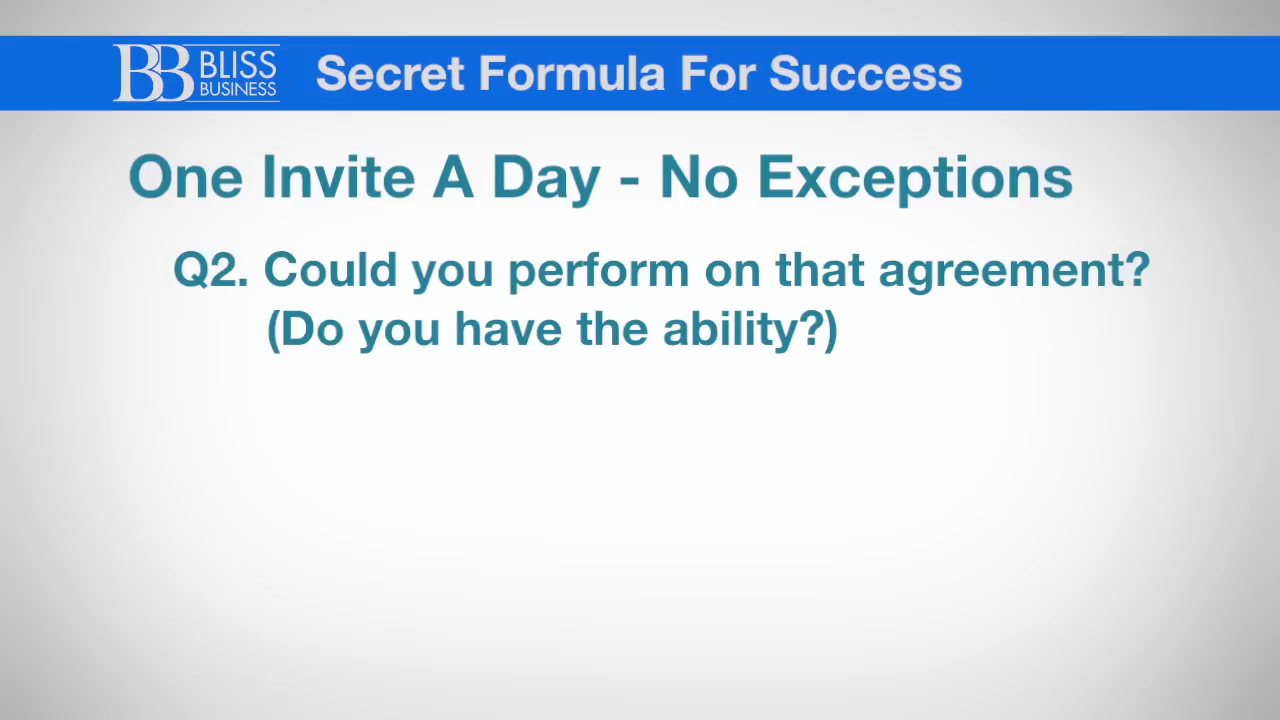 BB BLISS
BUSINESS
Secret Formula For Success
One Invite A Day - No Exceptions
Q2. Could you perform on that agreement?
(Do you have the ability?)